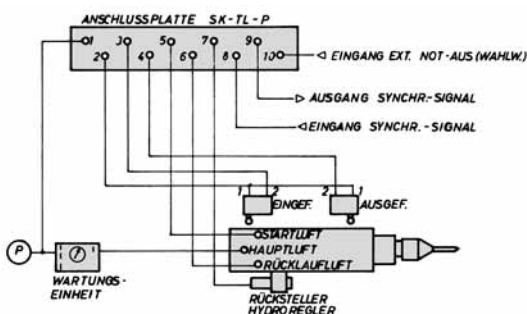 ANSCHLUSSPLATTE SK-TL-P
1 3 5 7 9
2 4 6 8 10
EINGANG EXT. NOT-AUS (WAHLW.)
AUSGANG SYNCHR.-SIGNAL
EINGANG SYNCHR.-SIGNAL
1 2 2 1
EINGEF. AUSGEF.
STARTLUFT
P
HAUPTLUFT
RÜCKLAUFLUFT
WARTUNGS-
EINHEIT
RÜCKSTELLER
HYDROREGLER